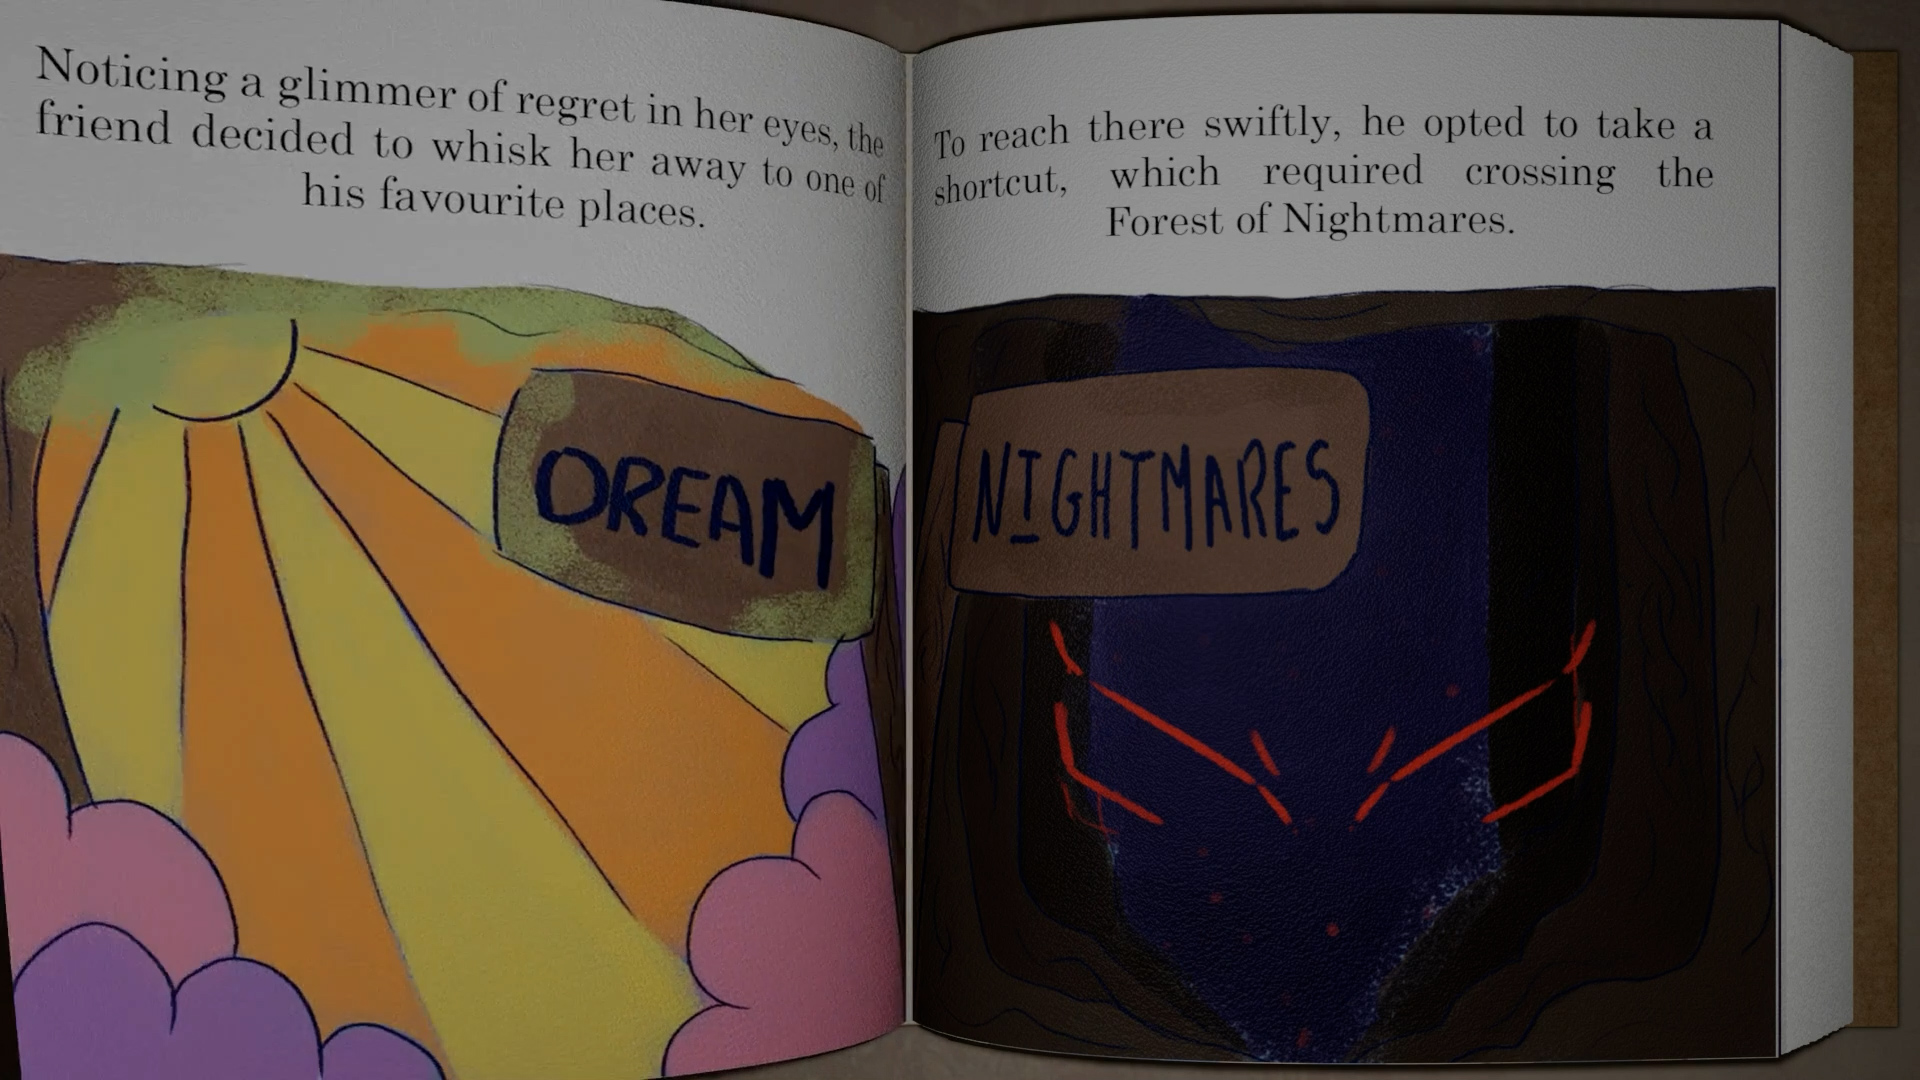 Noticing a glimmer of regret in her eyes, the
friend decided to whisk her away to one of
his favourite places.
DREAM
To reach there swiftly, he opted to take a
shortcut, which required crossing the
Forest of Nightmares.
NIGHTMARES